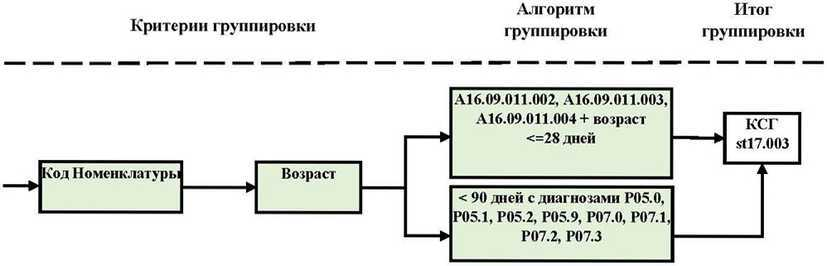 Критерии группировки
Алгоритм
группировки
Итог
группировки
A16.09.011.002, A16.09.011.003,
A16.09.011.004 + возраст
<=28 дней
КСГ
st17.003
Код Номенклатуры
Возраст
< 90 дней с диагнозами P05.0,
P05.1, P05.2, P05.9, P07.0, P07.1,
P07.2, P07.3